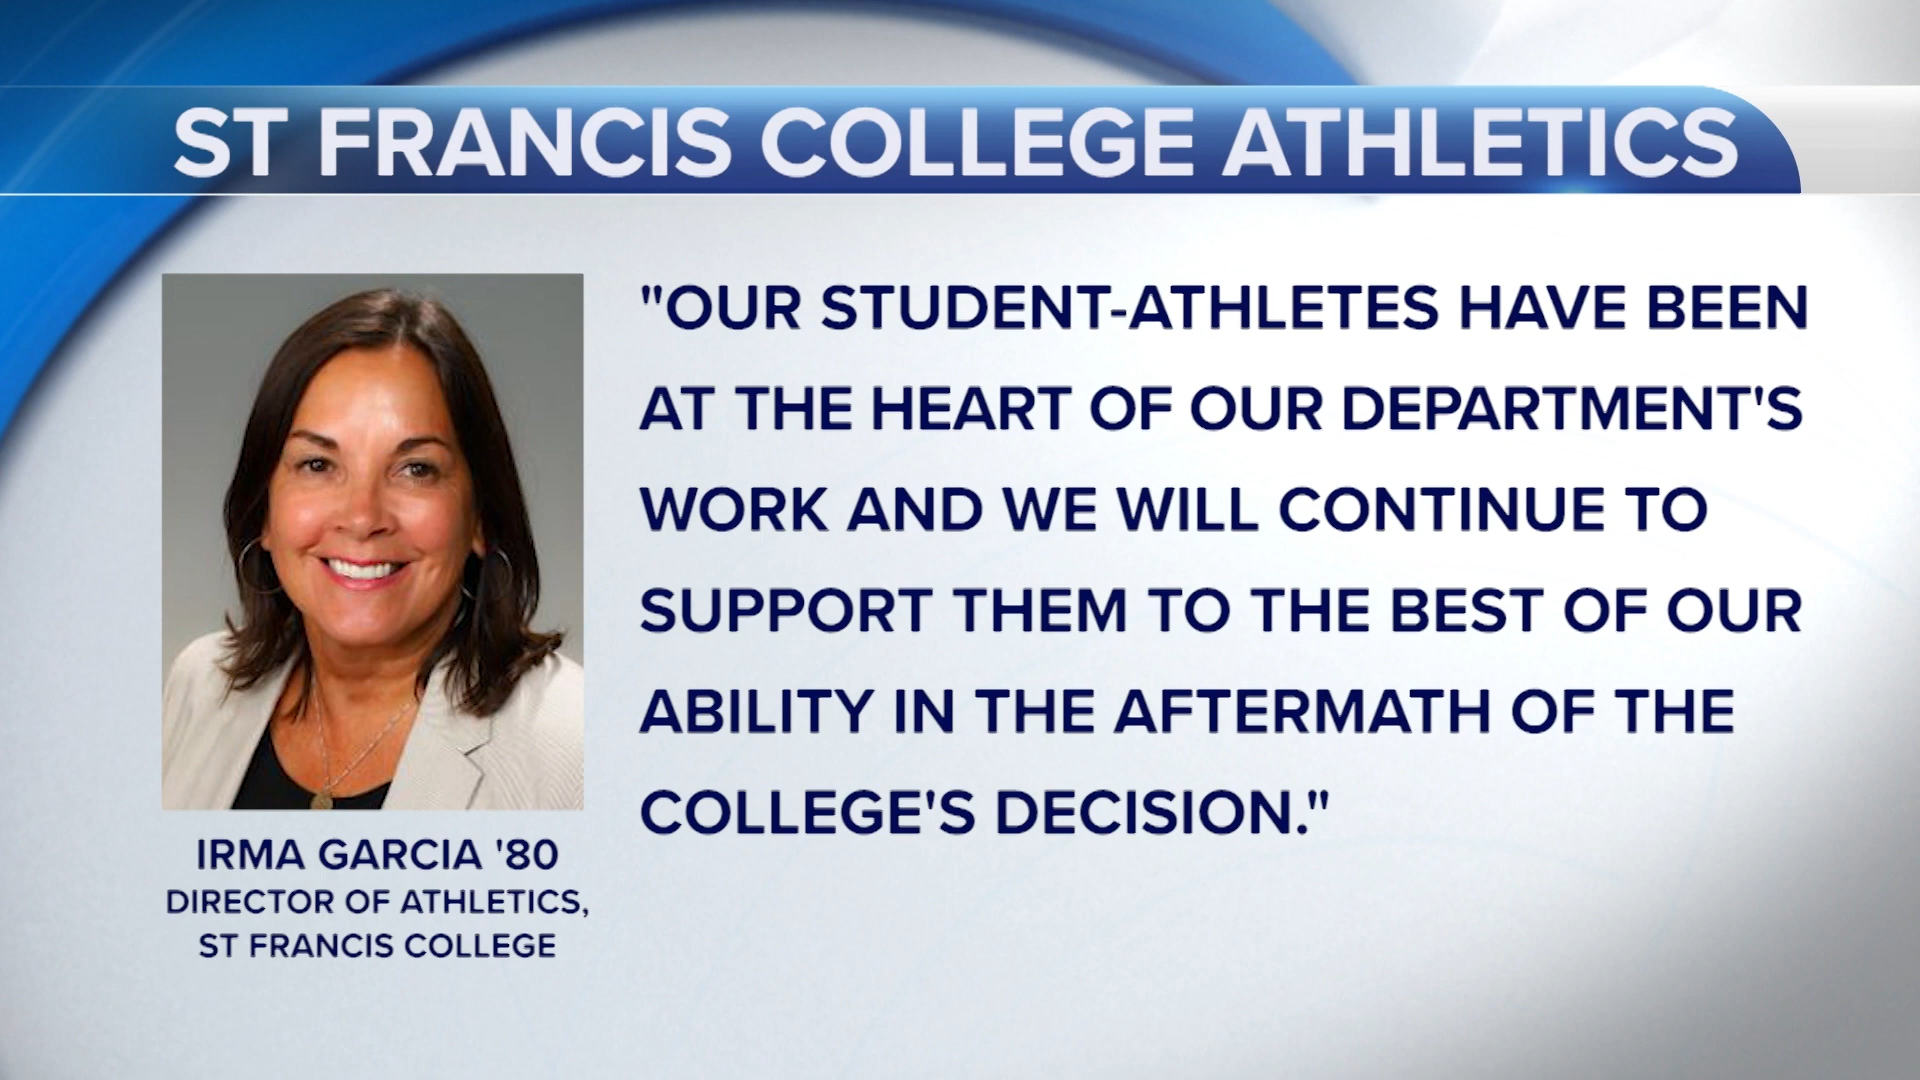 ST FRANCIS COLLEGE ATHLETICS
"OUR STUDENT-ATHLETES HAVE BEEN
AT THE HEART OF OUR DEPARTMENT'S
WORK AND WE WILL CONTINUE TO
SUPPORT THEM TO THE BEST OF OUR
ABILITY IN THE AFTERMATH OF THE
COLLEGE'S DECISION."
IRMA GARCIA '80
DIRECTOR OF ATHLETICS,
ST FRANCIS COLLEGE